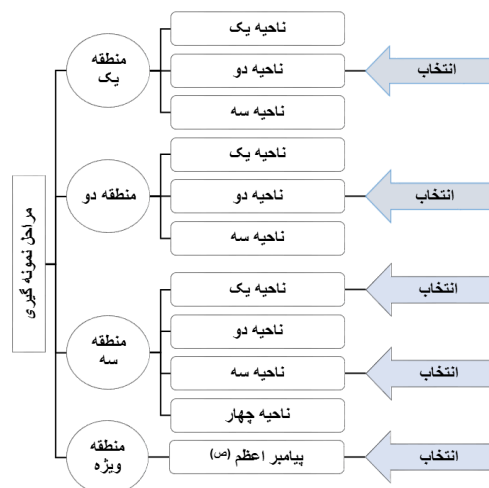 مراحل نمونه گیری
منطقه
یک
ناحیه یک
ناحیه دو
انتخاب
ناحیه سه
منطقه دو
ناحیه یک
ناحیه دو
انتخاب
ناحیه سه
منطقه
سه
ناحیه یک
انتخاب
ناحیه دو
ناحیه سه
انتخاب
ناحیه چهار
منطقه
ویژه
پیامبر اعظم (ص)
انتخاب